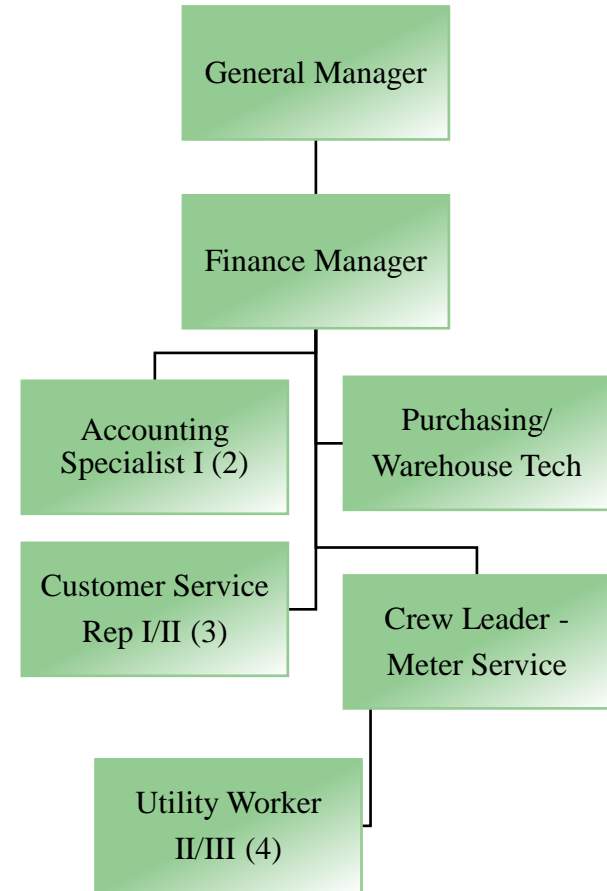 General Manager
Finance Manager
Accounting
Specialist I (2)
Purchasing/
Warehouse Tech
Customer Service
Rep I/II (3)
Crew Leader -
Meter Service
Utility Worker
II/III (4)